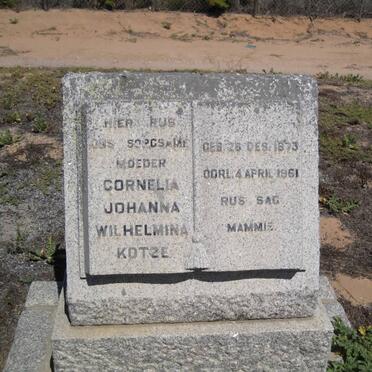 HIER RUS
ONS SORGSAME
MOEDER
CORNELIA
JOHANNA
WILHELMINA
KOTZE
GEB. 26 DES. 1873
OORL. 4 APRIL 1961
RUS SAG
MAMMIE